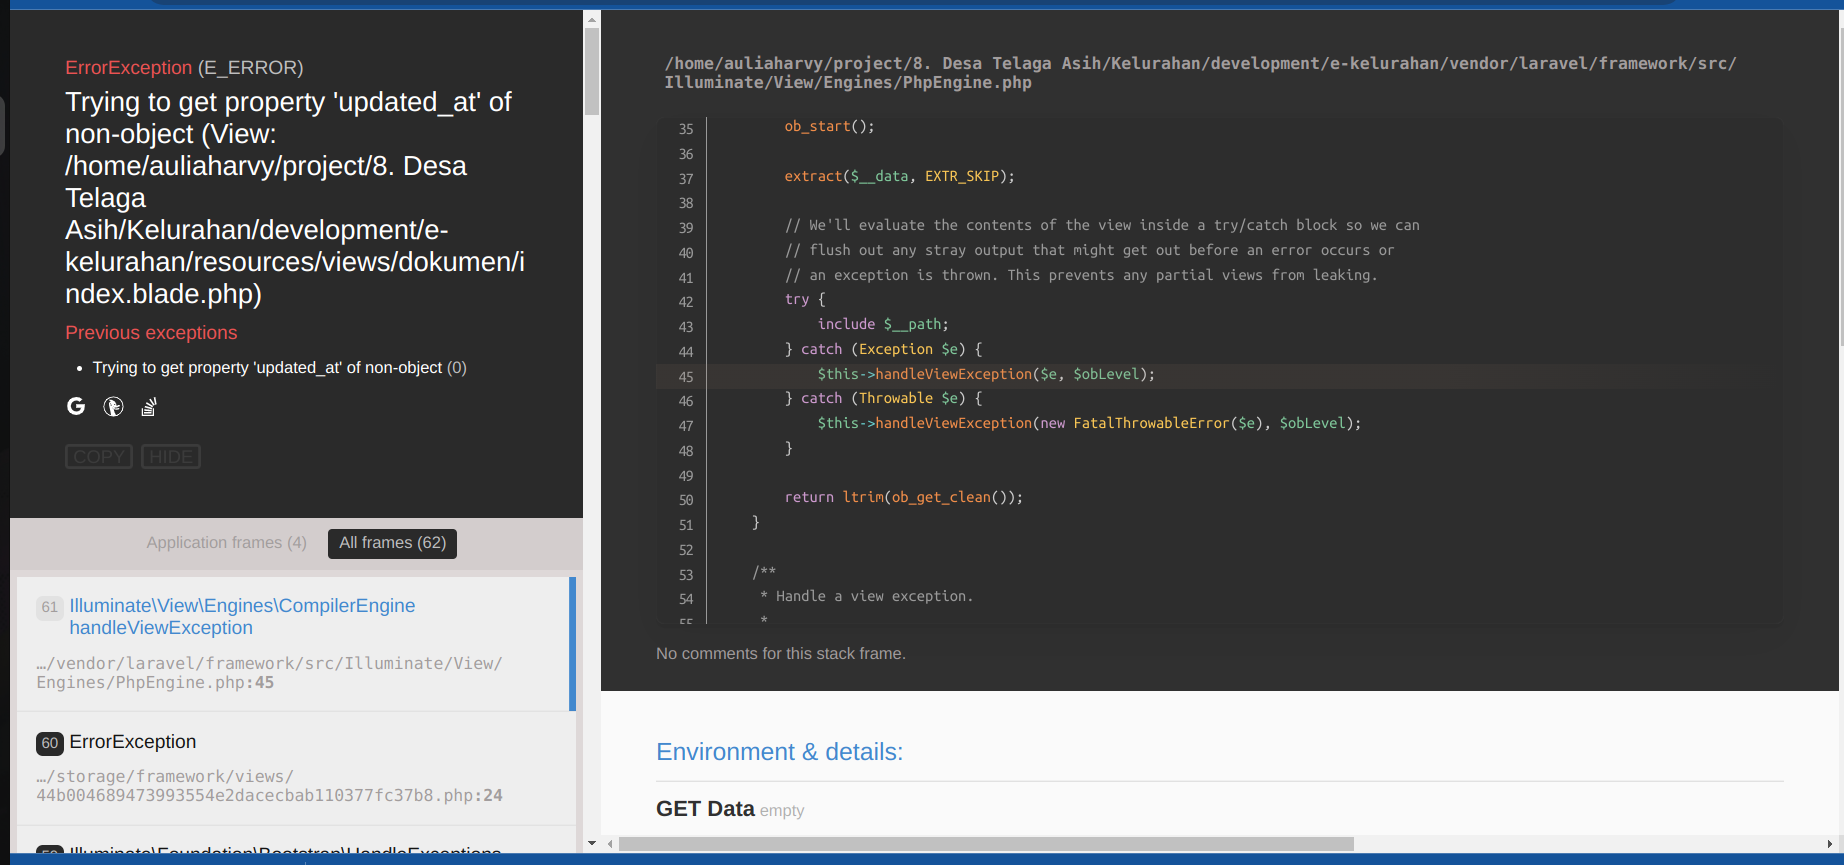 ErrorException (E_ERROR)
Trying to get property 'updated_at' of
non-object (View:
/home/auliaharvy/project/8. Desa
Telaga
Asih/Kelurahan/development/e-
kelurahan/resources/views/dokumen/i
ndex.blade.php)
Previous exceptions
• Trying to get property 'updated_at' of non-object (0)
COPY HIDE
Application frames (4) All frames (62)
61 Illuminate\View\Engines\CompilerEngine
handleViewException
…/vendor/laravel/framework/src/Illuminate/View/
Engines/PhpEngine.php:45
60 ErrorException
…/storage/framework/views/
44b004689473993554e2dacecbab110377fc37b8.php:24
Illuminate\Foundation\Bootstrap\HandleExceptions
/home/auliaharvy/project/8. Desa Telaga Asih/Kelurahan/development/e-kelurahan/vendor/laravel/framework/src/
Illuminate/View/Engines/PhpEngine.php
35 ob_start();
36
37 extract($__data, EXTR_SKIP);
38
39 // We'll evaluate the contents of the view inside a try/catch block so we can
40 // flush out any stray output that might get out before an error occurs or
41 // an exception is thrown. This prevents any partial views from leaking.
42 try {
43 include $__path;
44 } catch (Exception $e) {
45 $this->handleViewException($e, $obLevel);
46 } catch (Throwable $e) {
47 $this->handleViewException(new FatalThrowableError($e), $obLevel);
48 }
49
50 return ltrim(ob_get_clean());
51 }
52
53 /**
54 * Handle a view exception.
55 *
No comments for this stack frame.
Environment & details:
GET Data empty